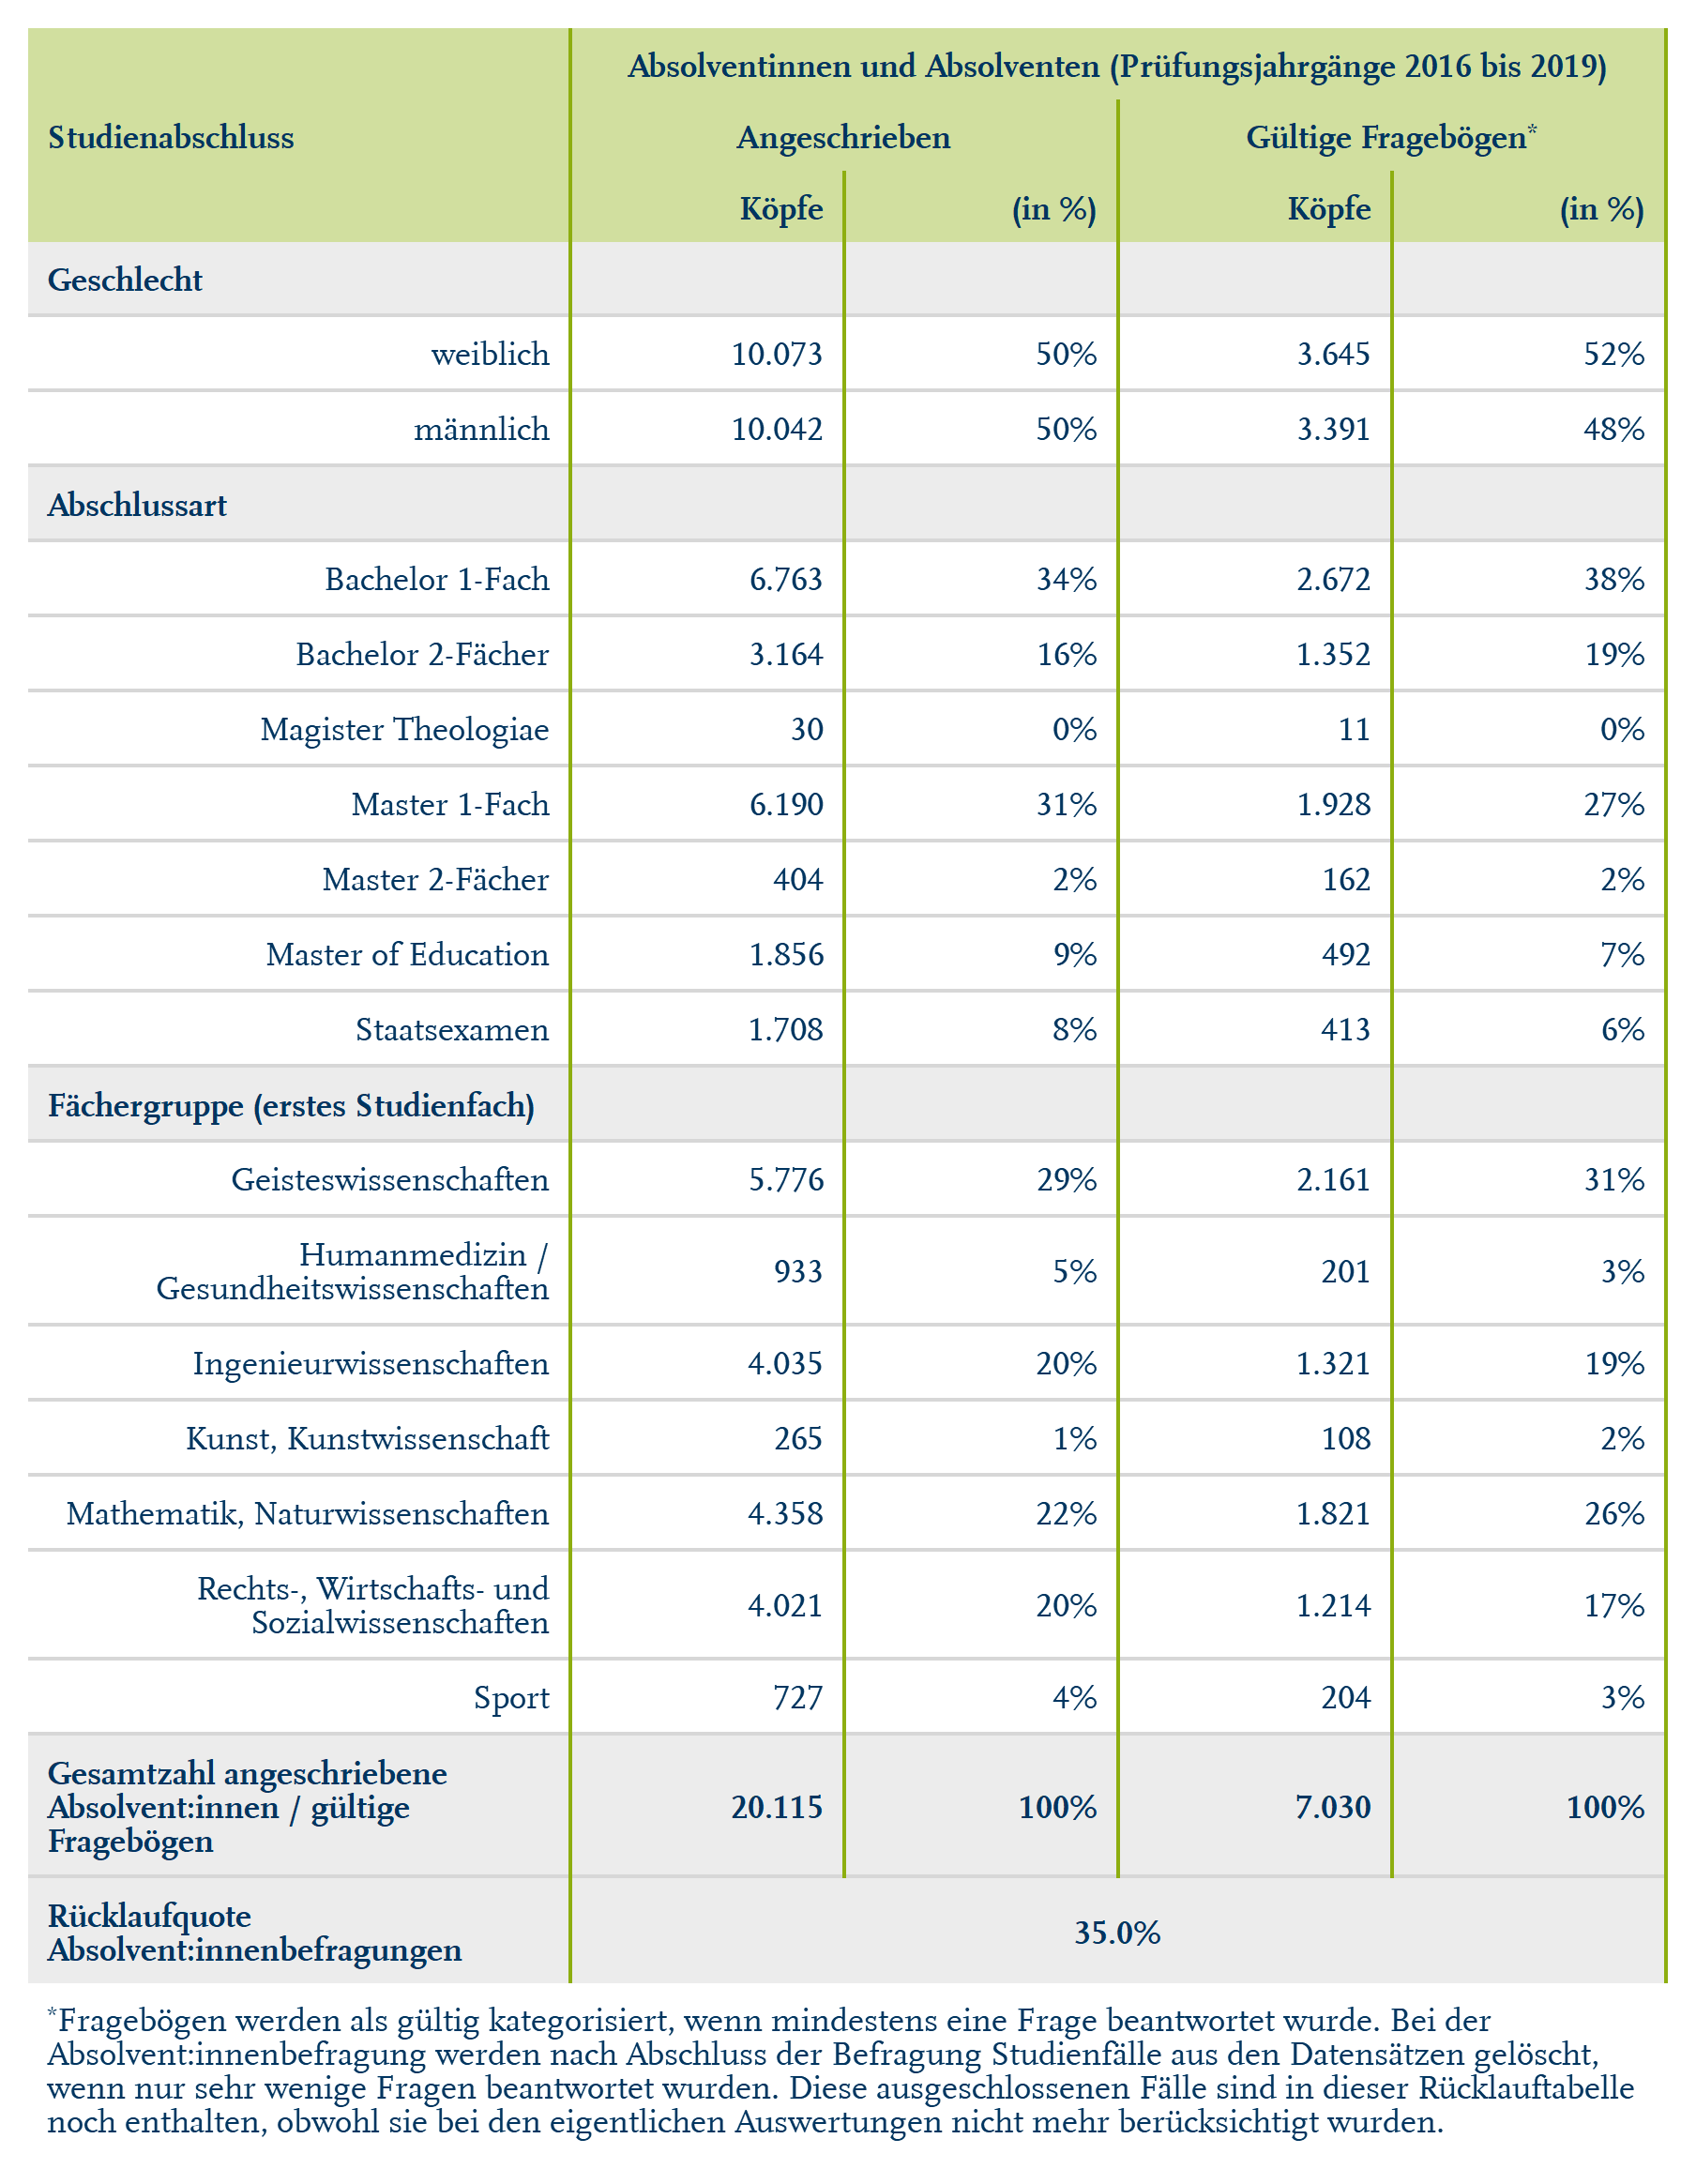 Absolventinnen und Absolventen (Prüfungsjahrgänge 2016 bis 2019)
Studienabschluss Angeschrieben Gültige Fragebögen*
Köpfe (in %) Köpfe (in %)
Geschlecht
weiblich 10.073 50% 3.645 52%
männlich 10.042 50% 3.391 48%
Abschlussart
Bachelor 1-Fach 6.763 34% 2.672 38%
Bachelor 2-Fächer 3.164 16% 1.352 19%
Magister Theologiae 30 0% 11 0%
Master 1-Fach 6.190 31% 1.928 27%
Master 2-Fächer 404 2% 162 2%
Master of Education 1.856 9% 492 7%
Staatsexamen 1.708 8% 413 6%
Fächergruppe (erstes Studienfach)
Geisteswissenschaften 5.776 29% 2.161 31%
Humanmedizin /
Gesundheitswissenschaften 933 5% 201 3%
Ingenieurwissenschaften 4.035 20% 1.321 19%
Kunst, Kunstwissenschaft 265 1% 108 2%
Mathematik, Naturwissenschaften 4.358 22% 1.821 26%
Rechts-, Wirtschafts- und
Sozialwissenschaften 4.021 20% 1.214 17%
Sport 727 4% 204 3%
Gesamtzahl angeschriebene
Absolvent:innen / gültige 20.115 100% 7.030 100%
Fragebögen
Rücklaufquote
Absolvent:innenbefragungen 35.0%
*Fragebögen werden als gültig kategorisiert, wenn mindestens eine Frage beantwortet wurde. Bei der
Absolvent:innenbefragung werden nach Abschluss der Befragung Studienfälle aus den Datensätzen gelöscht,
wenn nur sehr wenige Fragen beantwortet wurden. Diese ausgeschlossenen Fälle sind in dieser Rücklauftabelle
noch enthalten, obwohl sie bei den eigentlichen Auswertungen nicht mehr berücksichtigt wurden.